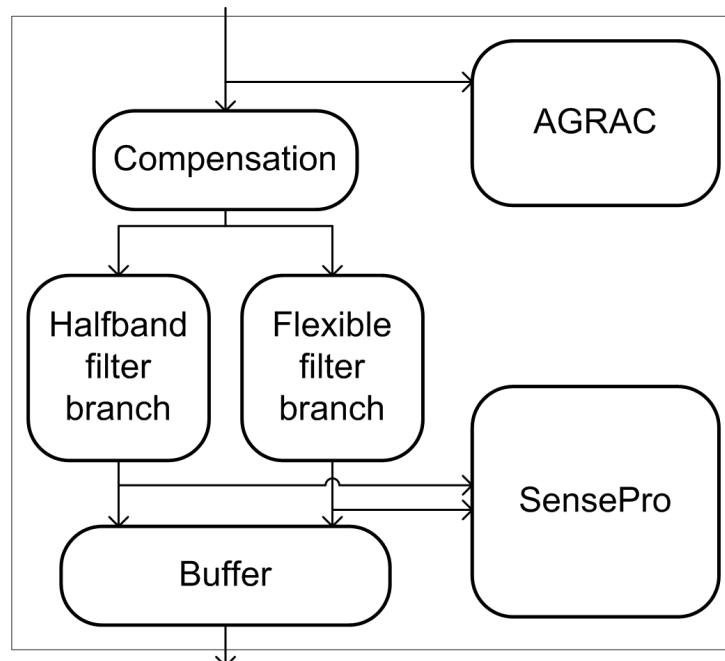 AGRAC
Compensation
Halfband
filter
branch
Flexible
filter
branch
SensePro
Buffer